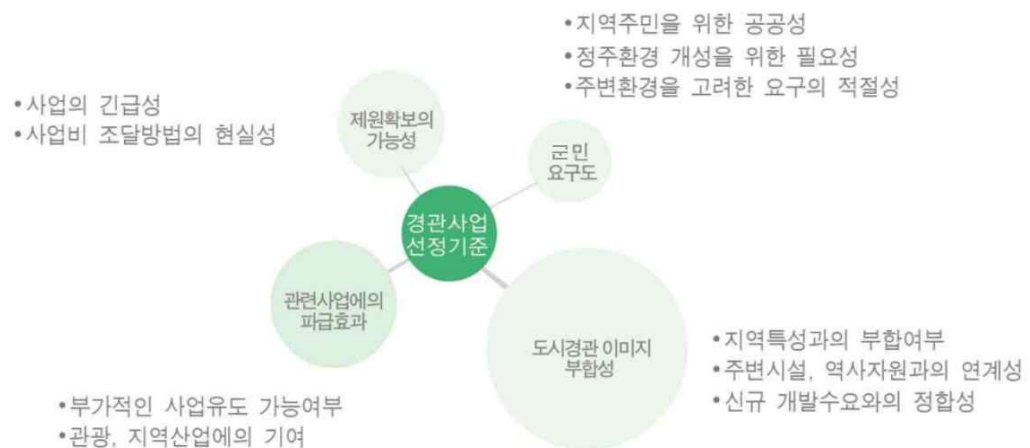 • 지역주민을 위한 공공성
• 정주환경 개성을 위한 필요성
• 주변환경을 고려한 요구의 적절성
• 사업의 긴급성
• 사업비 조달방법의 현실성
제원확보의
가능성
군민
요구도
경관사업
선정기준
관련사업에의
파급효과
도시경관 이미지
부합성
• 지역특성과의 부합여부
• 주변시설, 역사자원과의 연계성
• 신규 개발수요와의 정합성
• 부가적인 사업유도 가능여부
• 관광, 지역산업에의 기여